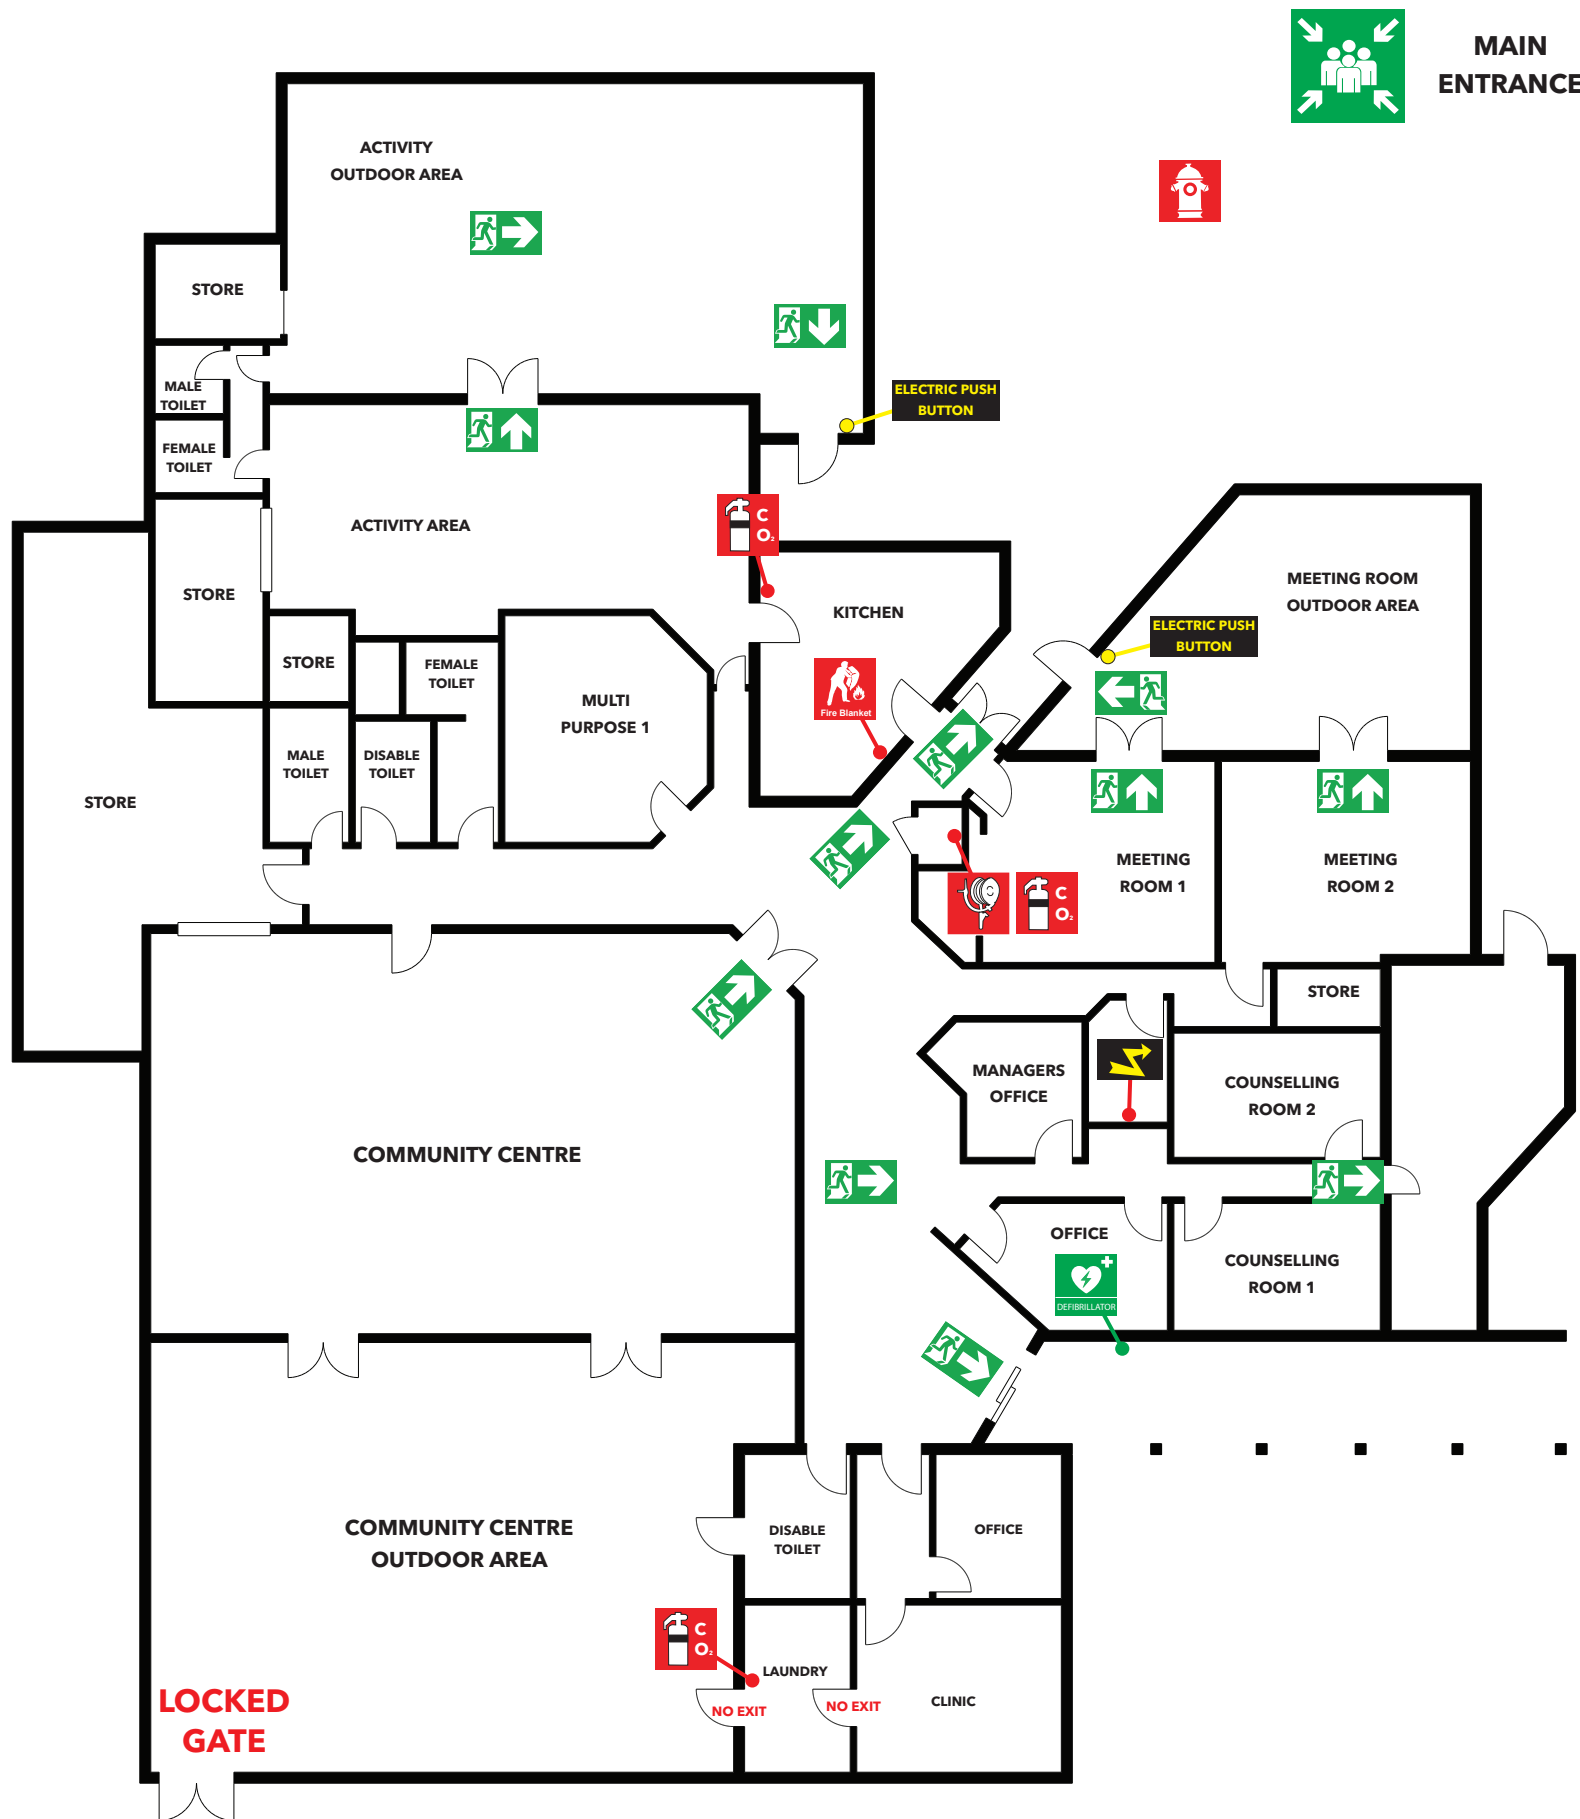 MAIN
ENTRANCE
ACTIVITY
OUTDOOR AREA
STORE
MALE
TOILET
ELECTRIC PUSH
BUTTON
FEMALE
TOILET
ACTIVITY AREA
C
O₂
STORE
KITCHEN
MEETING ROOM
OUTDOOR AREA
ELECTRIC PUSH
BUTTON
STORE
FEMALE
TOILET
MULTI
PURPOSE 1
Fire Blanket
MALE
TOILET
DISABLE
TOILET
STORE
MEETING
ROOM 1
MEETING
ROOM 2
C
O₂
STORE
MANAGERS
OFFICE
COUNSELLING
ROOM 2
COMMUNITY CENTRE
OFFICE
DEFIBRILLATOR
COUNSELLING
ROOM 1
COMMUNITY CENTRE
OUTDOOR AREA
DISABLE
TOILET
OFFICE
C
O₂
LAUNDRY
NO EXIT
NO EXIT
CLINIC
LOCKED
GATE